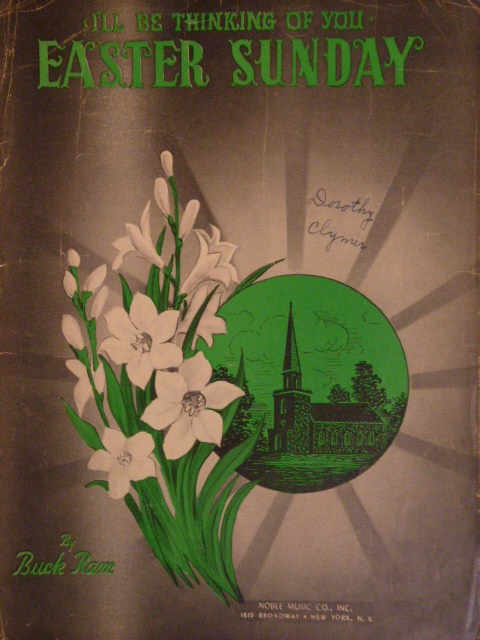 (I'LL BE THINKING OF YOU)
EASTER SUNDAY
Dorothy
Clymer
By
Buck Ram
NOBLE MUSIC CO., INC.
1619 BROADWAY • NEW YORK, N. Y.